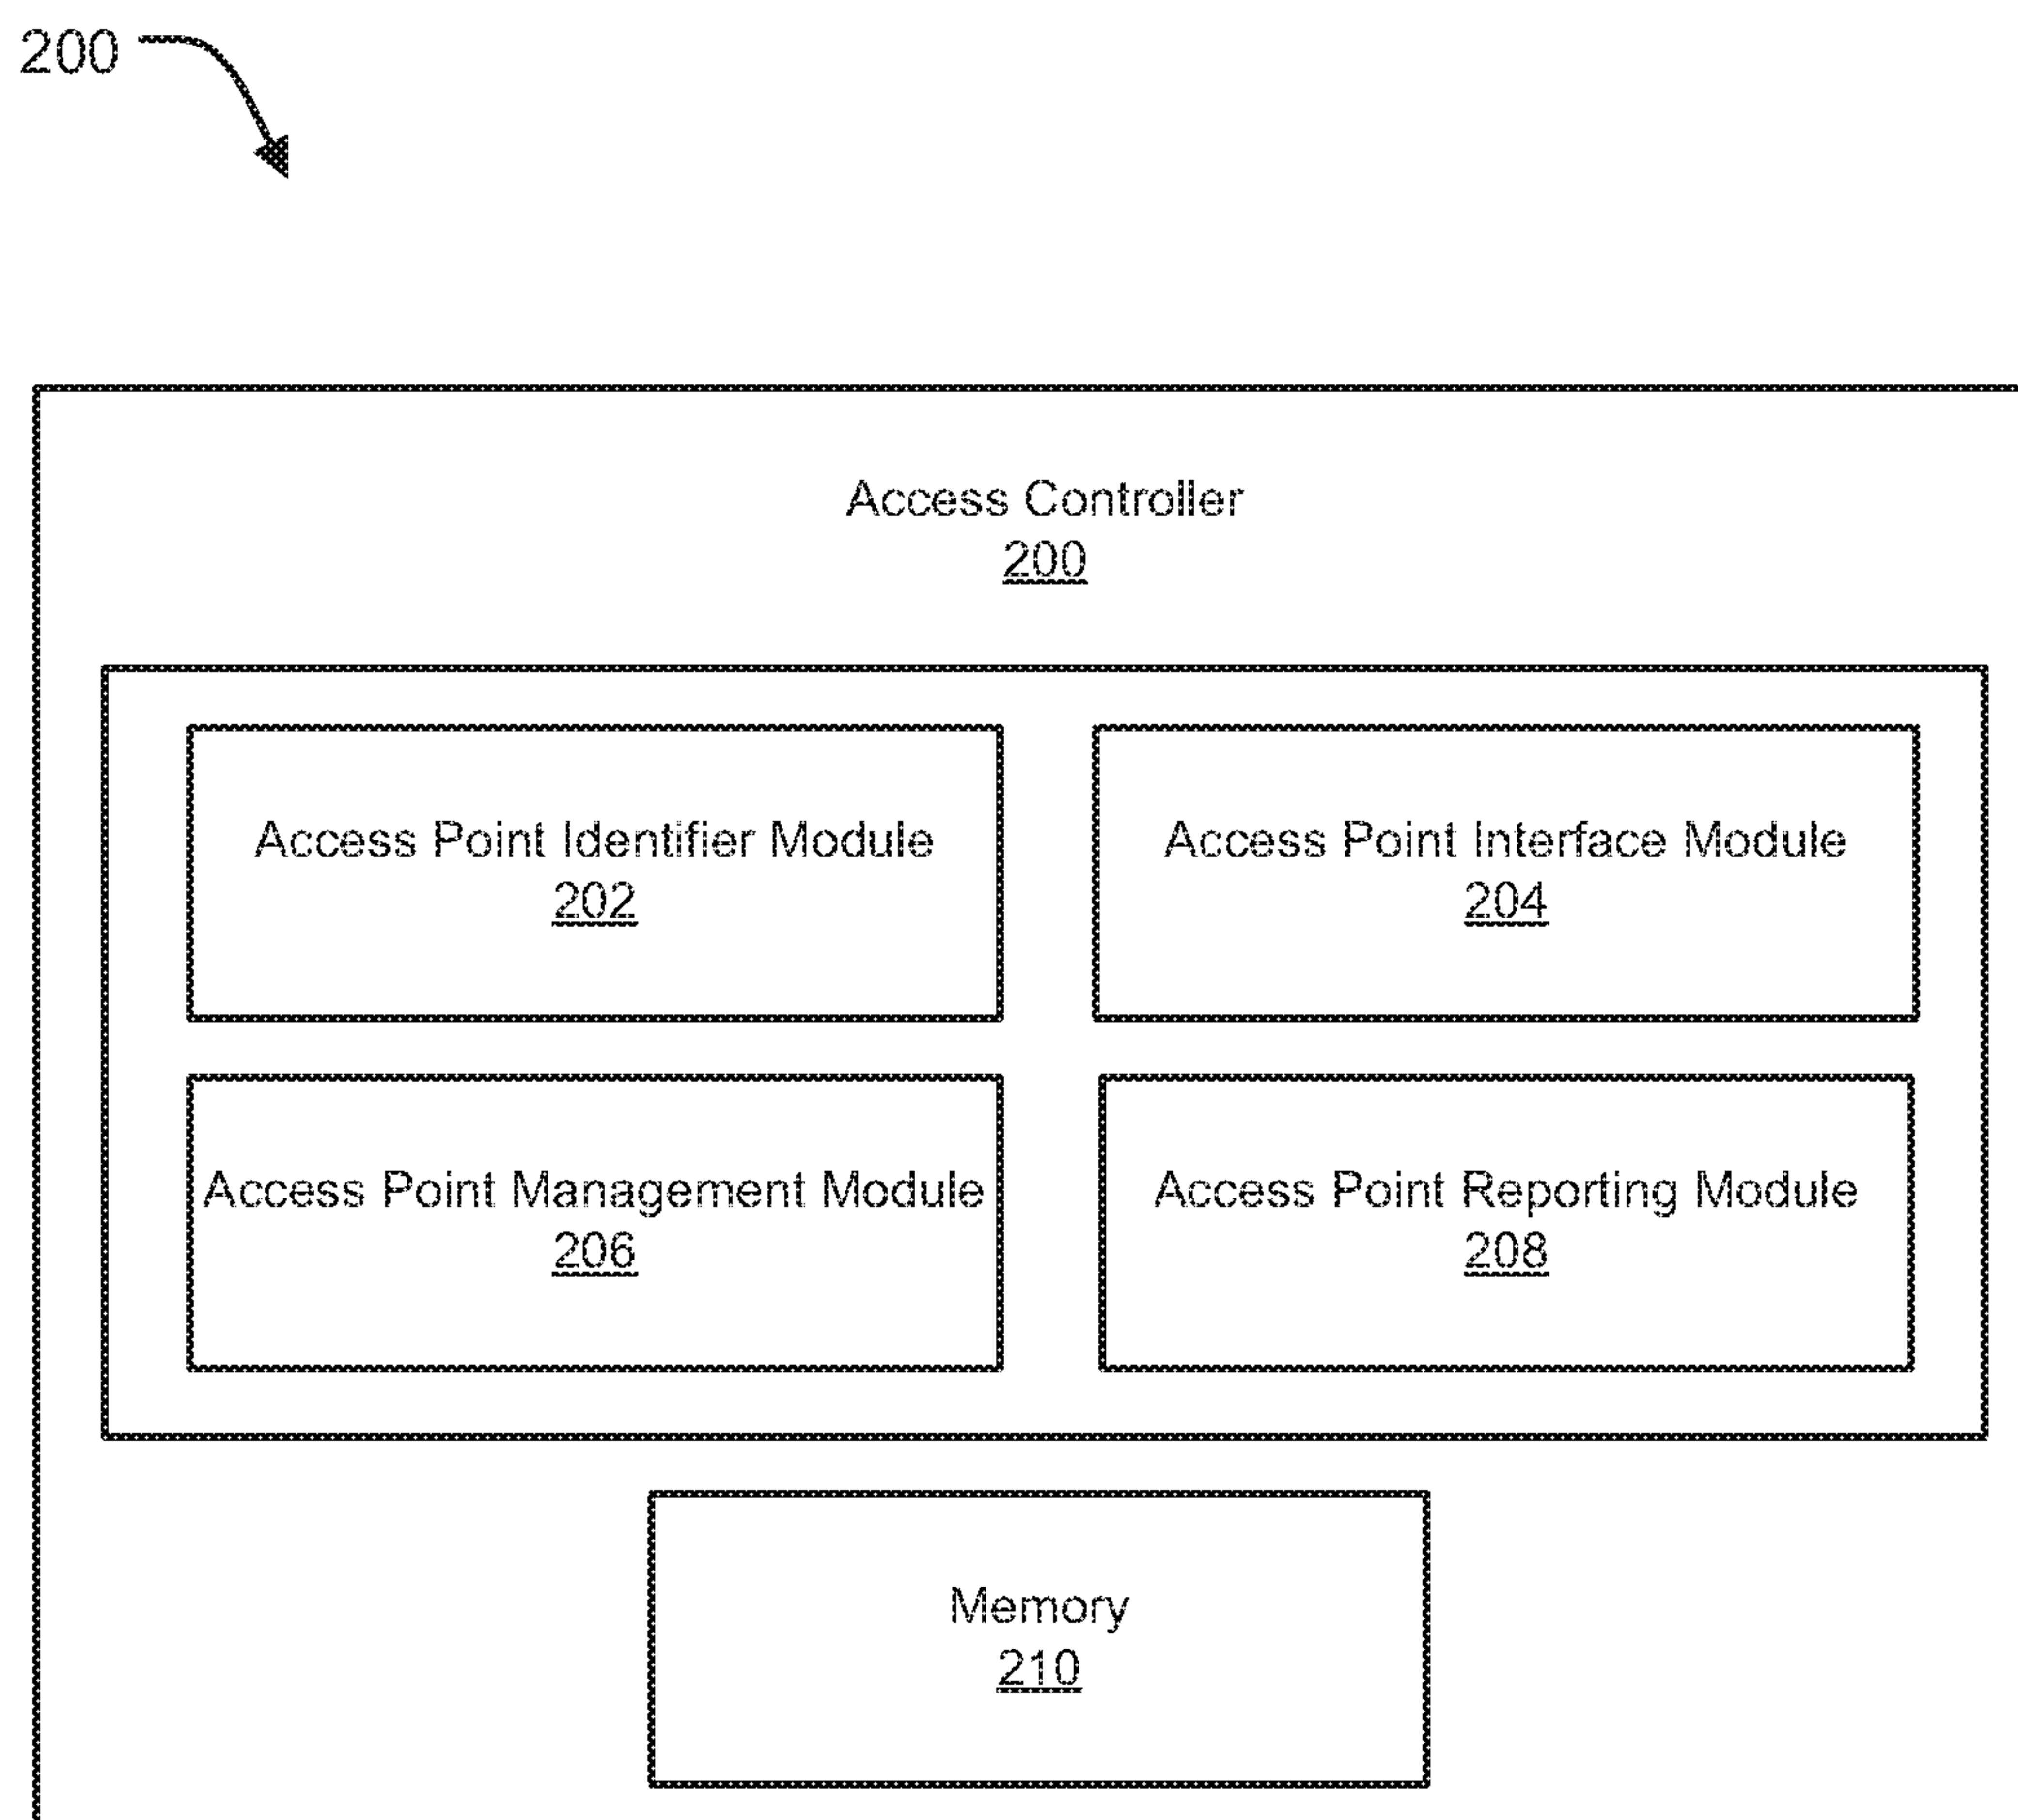 200
Access Controller
200
Access Point Identifier Module
202
Access Point Interface Module
204
Access Point Management Module
206
Access Point Reporting Module
208
Memory
210